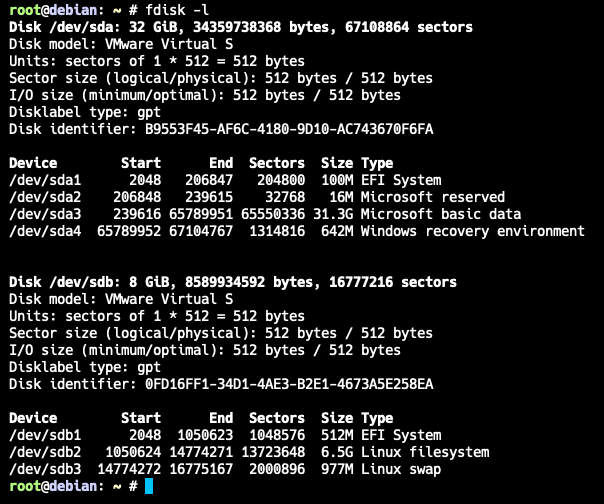 root@debian: ~ # fdisk -l
Disk /dev/sda: 32 GiB, 34359738368 bytes, 67108864 sectors
Disk model: VMware Virtual S
Units: sectors of 1 * 512 = 512 bytes
Sector size (logical/physical): 512 bytes / 512 bytes
I/O size (minimum/optimal): 512 bytes / 512 bytes
Disklabel type: gpt
Disk identifier: B9553F45-AF6C-4180-9D10-AC743670F6FA

Device        Start      End  Sectors  Size Type
/dev/sda1      2048   206847   204800  100M EFI System
/dev/sda2    206848   239615    32768   16M Microsoft reserved
/dev/sda3    239616 65789951 65550336 31.3G Microsoft basic data
/dev/sda4  65789952 67104767  1314816  642M Windows recovery environment

Disk /dev/sdb: 8 GiB, 8589934592 bytes, 16777216 sectors
Disk model: VMware Virtual S
Units: sectors of 1 * 512 = 512 bytes
Sector size (logical/physical): 512 bytes / 512 bytes
I/O size (minimum/optimal): 512 bytes / 512 bytes
Disklabel type: gpt
Disk identifier: 0FD16FF1-34D1-4AE3-B2E1-4673A5E258EA

Device        Start      End  Sectors  Size Type
/dev/sdb1      2048  1050623  1048576  512M EFI System
/dev/sdb2   1050624 14774271 13723648  6.5G Linux filesystem
/dev/sdb3  14774272 16775167  2000896  977M Linux swap
root@debian: ~ #